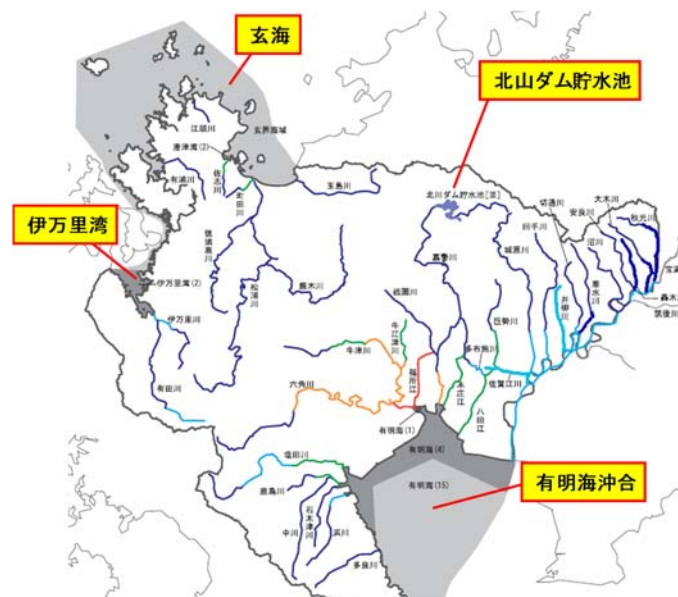 玄海
北山ダム貯水池
伊万里湾
有明海沖合
玄界海域
江頭川
唐津湾(2)
佐志川
有浦川
町田川
玉島川
徳須恵川
松浦川
厳木川
伊万里湾(2)
伊万里川
有田川
北川ダム貯水池[湖]
嘉瀬川
城原川
田手川
切通川
安良川
大木川
秋光川
沼川
寒水川
井柳川
宝満
轟木
筑後川
祇園川
巨勢川
多布施川
佐賀江川
牛津川
牛江津川
六角川
福所江
本庄江
八田江
有明海(1)
有明海(4)
有明海(15)
塩田川
鹿島川
石木津川
中川
浜川
多良川